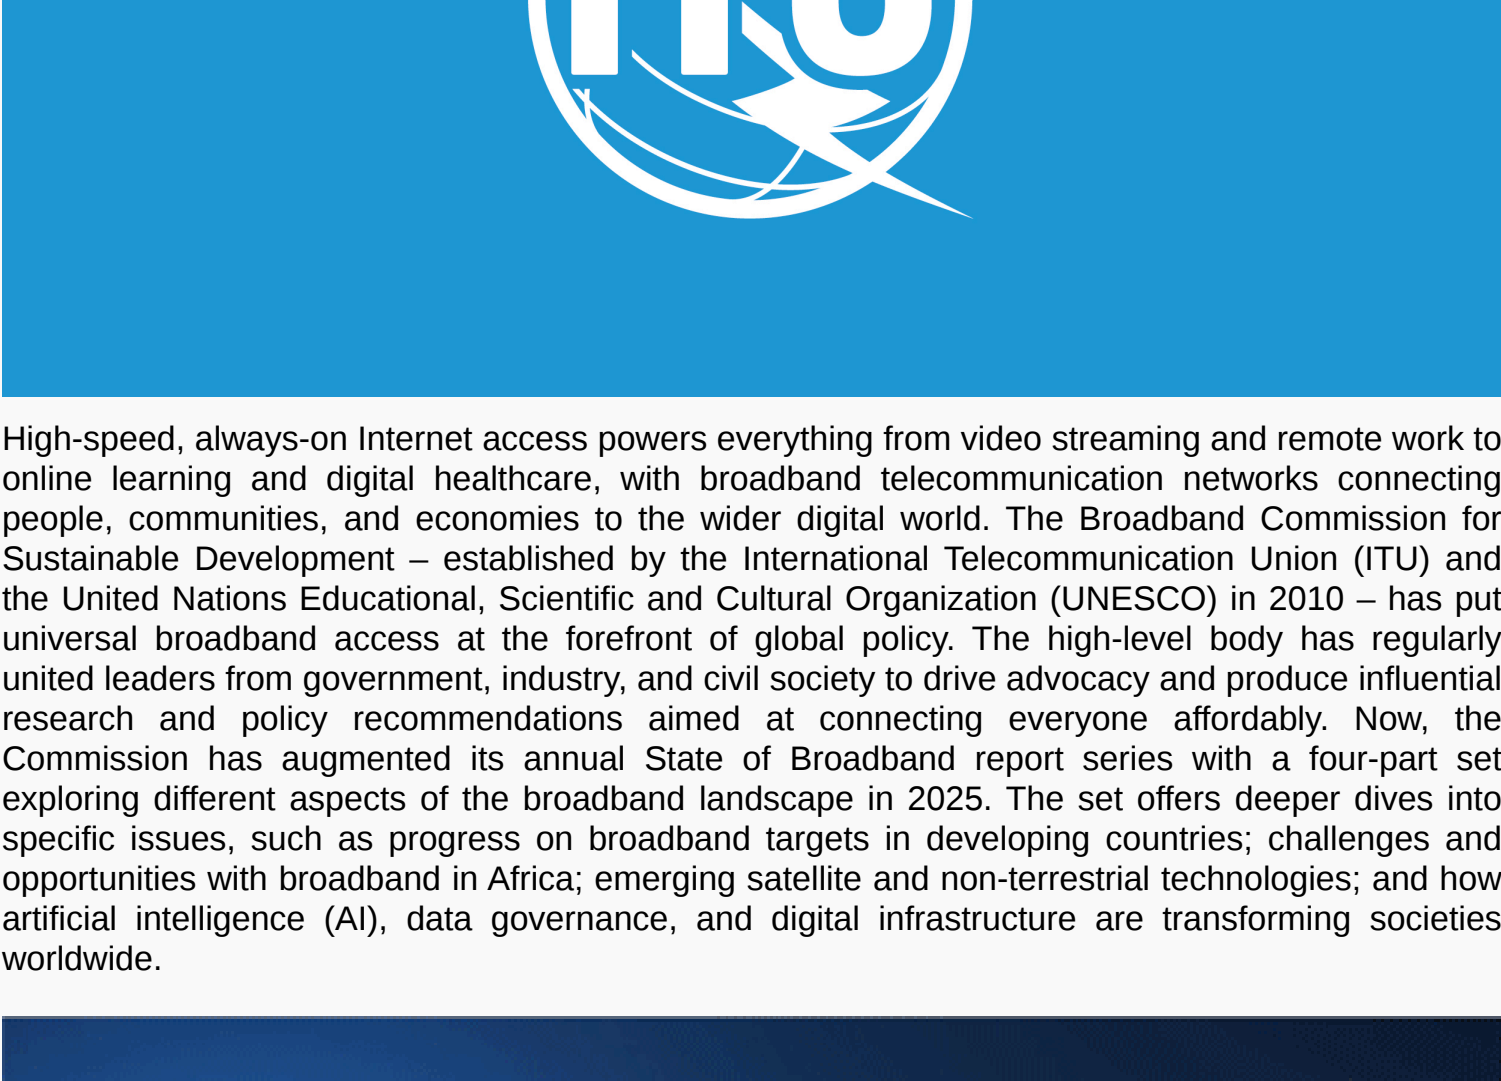 ITU
High-speed, always-on Internet access powers everything from video streaming and remote work to
online learning and digital healthcare, with broadband telecommunication networks connecting
people, communities, and economies to the wider digital world. The Broadband Commission for
Sustainable Development – established by the International Telecommunication Union (ITU) and
the United Nations Educational, Scientific and Cultural Organization (UNESCO) in 2010 – has put
universal broadband access at the forefront of global policy. The high-level body has regularly
united leaders from government, industry, and civil society to drive advocacy and produce influential
research and policy recommendations aimed at connecting everyone affordably. Now, the
Commission has augmented its annual State of Broadband report series with a four-part set
exploring different aspects of the broadband landscape in 2025. The set offers deeper dives into
specific issues, such as progress on broadband targets in developing countries; challenges and
opportunities with broadband in Africa; emerging satellite and non-terrestrial technologies; and how
artificial intelligence (AI), data governance, and digital infrastructure are transforming societies
worldwide.